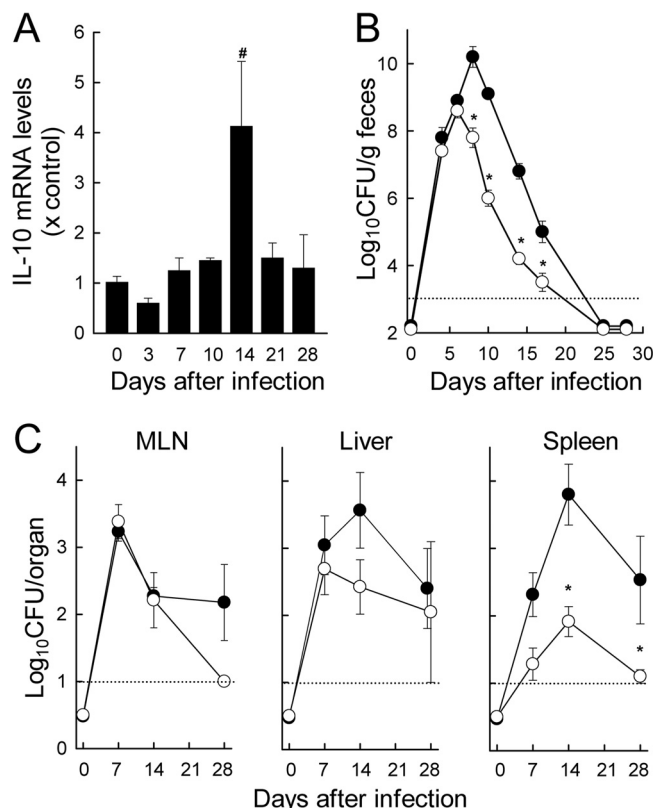 A
IL-10 mRNA levels
(x control)
6
5
4
3
2
1
0
#
0 3 7 10 14 21 28
Days after infection
B
Log10CFU/g feces
10
8
6
4
2
*
*
*
*
0 5 10 15 20 25 30
Days after infection
C
MLN Liver Spleen
Log10CFU/organ
4
3
2
1
0
*
*
0 7 14 21 28 0 7 14 21 28 0 7 14 21 28
Days after infection